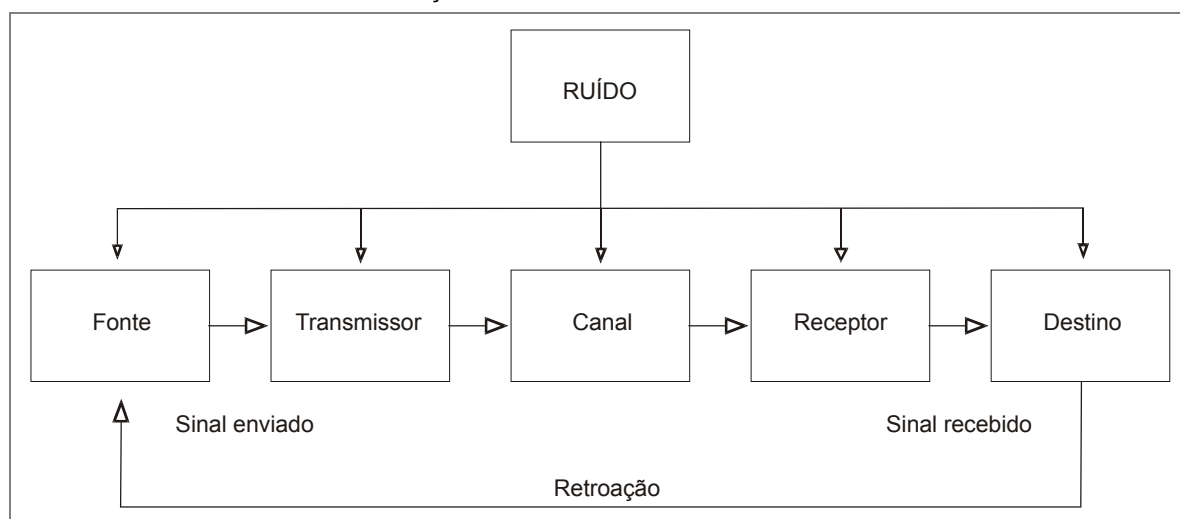 RUÍDO
Fonte
Transmissor
Canal
Receptor
Destino
Sinal enviado
Sinal recebido
Retroação